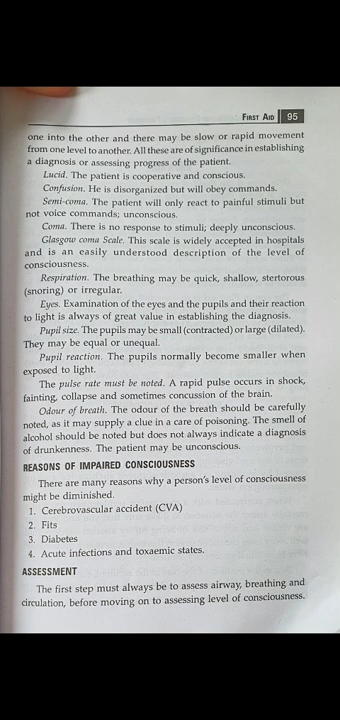 FIRST AID 95
one into the other and there may be slow or rapid movement
from one level to another. All these are of significance in establishing
a diagnosis or assessing progress of the patient.
Lucid. The patient is cooperative and conscious.
Confusion. He is disorganized but will obey commands.
Semi-coma. The patient will only react to painful stimuli but
not voice commands; unconscious.
Coma. There is no response to stimuli; deeply unconscious.
Glasgow coma Scale. This scale is widely accepted in hospitals
and is an easily understood description of the level of
consciousness.
Respiration. The breathing may be quick, shallow, stertorous
(snoring) or irregular.
Eyes. Examination of the eyes and the pupils and their reaction
to light is always of great value in establishing the diagnosis.
Pupil size. The pupils may be small (contracted) or large (dilated).
They may be equal or unequal.
Pupil reaction. The pupils normally become smaller when
exposed to light.
The pulse rate must be noted. A rapid pulse occurs in shock,
fainting, collapse and sometimes concussion of the brain.
Odour of breath. The odour of the breath should be carefully
noted, as it may supply a clue in a care of poisoning. The smell of
alcohol should be noted but does not always indicate a diagnosis
of drunkenness. The patient may be unconscious.
REASONS OF IMPAIRED CONSCIOUSNESS
There are many reasons why a person's level of consciousness
might be diminished.
1. Cerebrovascular accident (CVA)
2. Fits
3. Diabetes
4. Acute infections and toxaemic states.
ASSESSMENT
The first step must always be to assess airway, breathing and
circulation, before moving on to assessing level of consciousness.